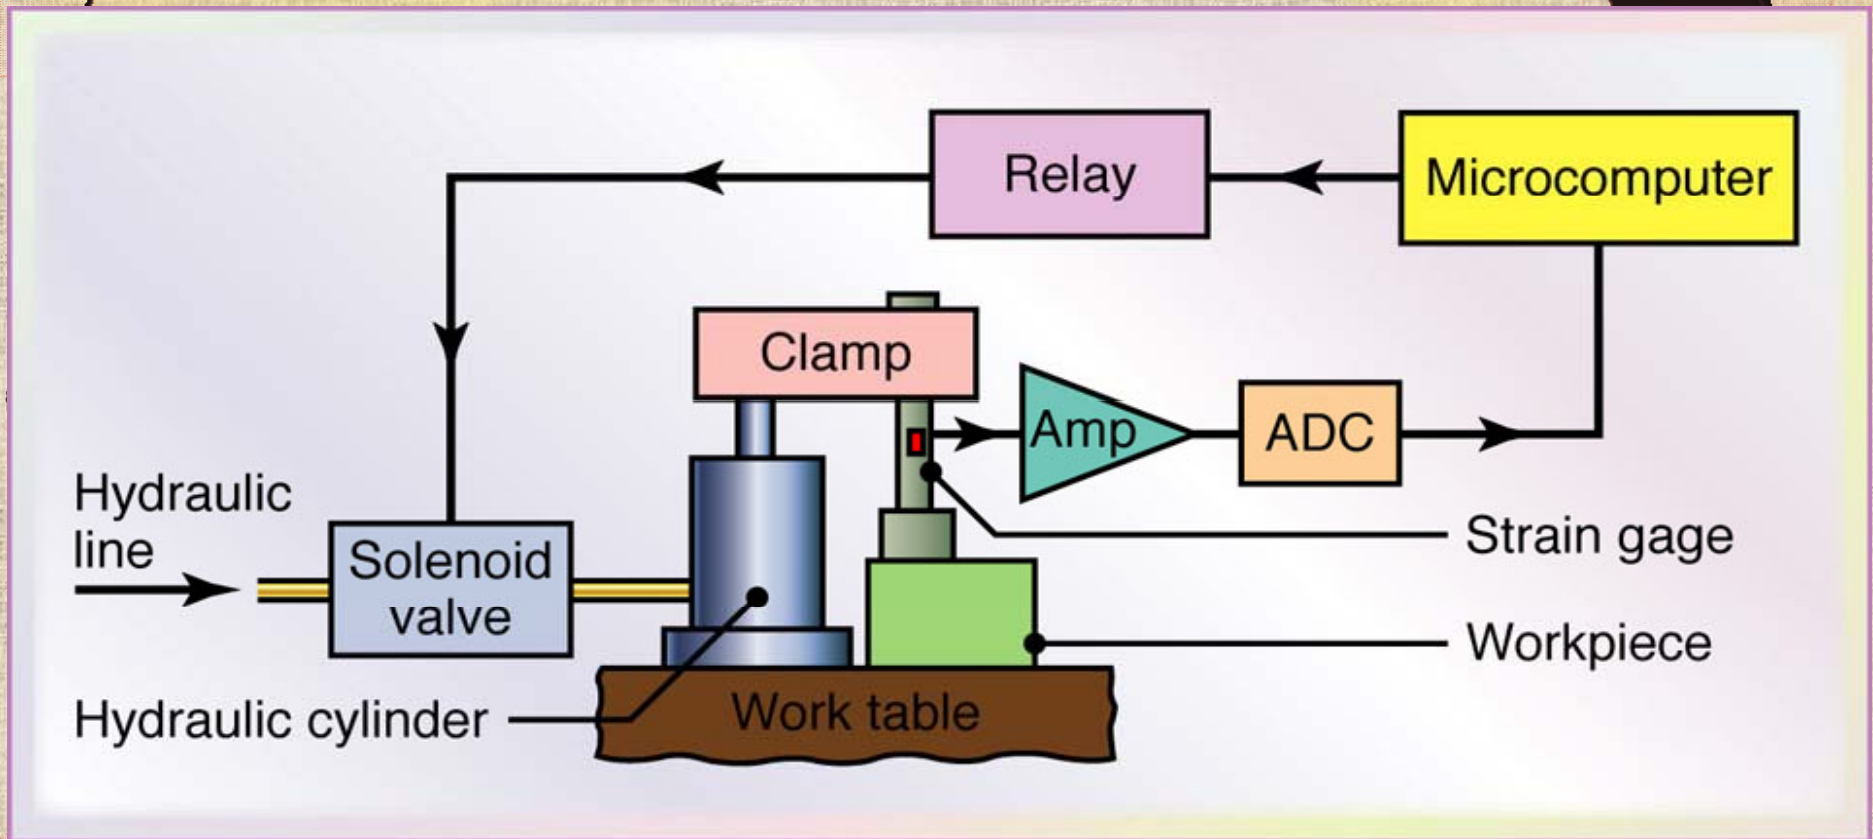 Relay
Microcomputer
Clamp
Amp
ADC
Hydraulic
line
Solenoid
valve
Strain gage
Workpiece
Hydraulic cylinder
Work table